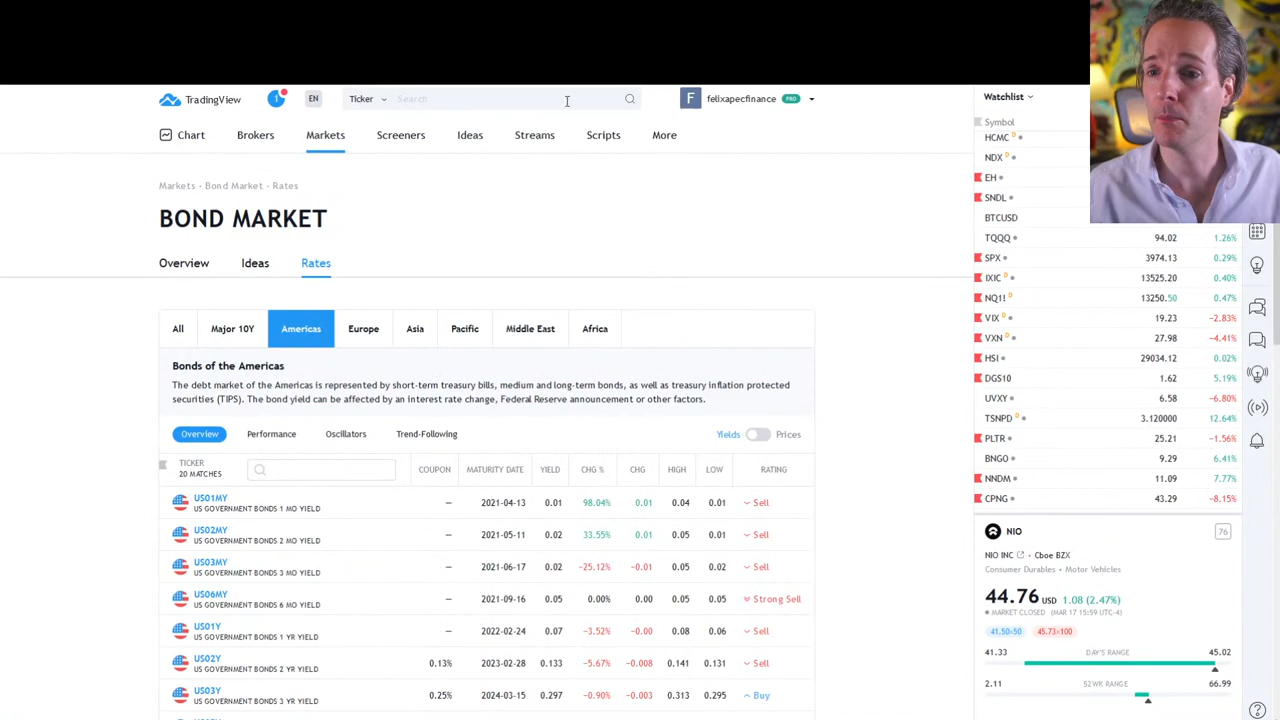 TradingView
1
EN
Ticker
Search
F
felixapecfinance
PRO
Chart
Brokers
Markets
Screeners
Ideas
Streams
Scripts
More
Markets · Bond Market · Rates
BOND MARKET
Overview
Ideas
Rates
All
Major 10Y
Americas
Europe
Asia
Pacific
Middle East
Africa
Bonds of the Americas
The debt market of the Americas is represented by short-term treasury bills, medium and long-term bonds, as well as treasury inflation protected
securities (TIPS). The bond yield can be affected by an interest rate change, Federal Reserve announcement or other factors.
Overview
Performance
Oscillators
Trend-Following
Yields
Prices
TICKER
20 MATCHES
COUPON
MATURITY DATE
YIELD
CHG %
CHG
HIGH
LOW
RATING
US01MY
US GOVERNMENT BONDS 1 MO YIELD
— 2021-04-13 0.01 98.04% 0.01 0.04 0.01 Sell
US02MY
US GOVERNMENT BONDS 2 MO YIELD
— 2021-05-11 0.02 33.55% 0.01 0.05 0.01 Sell
US03MY
US GOVERNMENT BONDS 3 MO YIELD
— 2021-06-17 0.02 −25.12% −0.01 0.05 0.02 Sell
US06MY
US GOVERNMENT BONDS 6 MO YIELD
— 2021-09-16 0.05 0.00% 0.00 0.05 0.05 Strong Sell
US01Y
US GOVERNMENT BONDS 1 YR YIELD
— 2022-02-24 0.07 −3.52% −0.00 0.08 0.06 Sell
US02Y
US GOVERNMENT BONDS 2 YR YIELD
0.13% 2023-02-28 0.133 −5.67% −0.008 0.141 0.131 Sell
US03Y
US GOVERNMENT BONDS 3 YR YIELD
0.25% 2024-03-15 0.297 −0.90% −0.003 0.313 0.295 Buy
Watchlist
Symbol
HCMC D
NDX D
EH
SNDL
BTCUSD
TQQQ 94.02 1.26%
SPX 3974.13 0.29%
IXIC D 13525.20 0.40%
NQ1! D 13250.50 0.47%
VIX D 19.23 −2.83%
VXN D 27.98 −4.41%
HSI 29034.12 0.02%
DGS10 1.62 5.19%
UVXY 6.58 −6.80%
TSNPD D 3.120000 12.64%
PLTR 25.21 −1.56%
BNGO 9.29 6.41%
NNDM 11.09 7.77%
CPNG 43.29 −8.15%
NIO
76
NIO INC · Cboe BZX
Consumer Durables · Motor Vehicles
44.76 USD 1.08 (2.47%)
MARKET CLOSED (MAR 17 15:59 UTC-4)
41.50×50 45.73×100
41.33 DAY'S RANGE 45.02
2.11 52WK RANGE 66.99